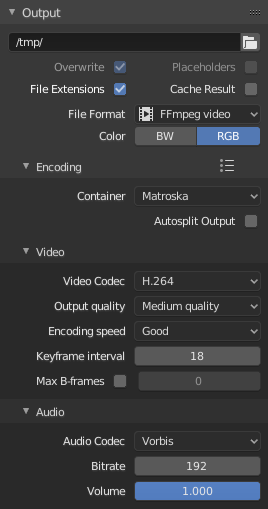 Output
/tmp/
Overwrite Placeholders
File Extensions Cache Result
File Format FFmpeg video
Color BW RGB
Encoding
Container Matroska
Autosplit Output
Video
Video Codec H.264
Output quality Medium quality
Encoding speed Good
Keyframe interval 18
Max B-frames 0
Audio
Audio Codec Vorbis
Bitrate 192
Volume 1.000